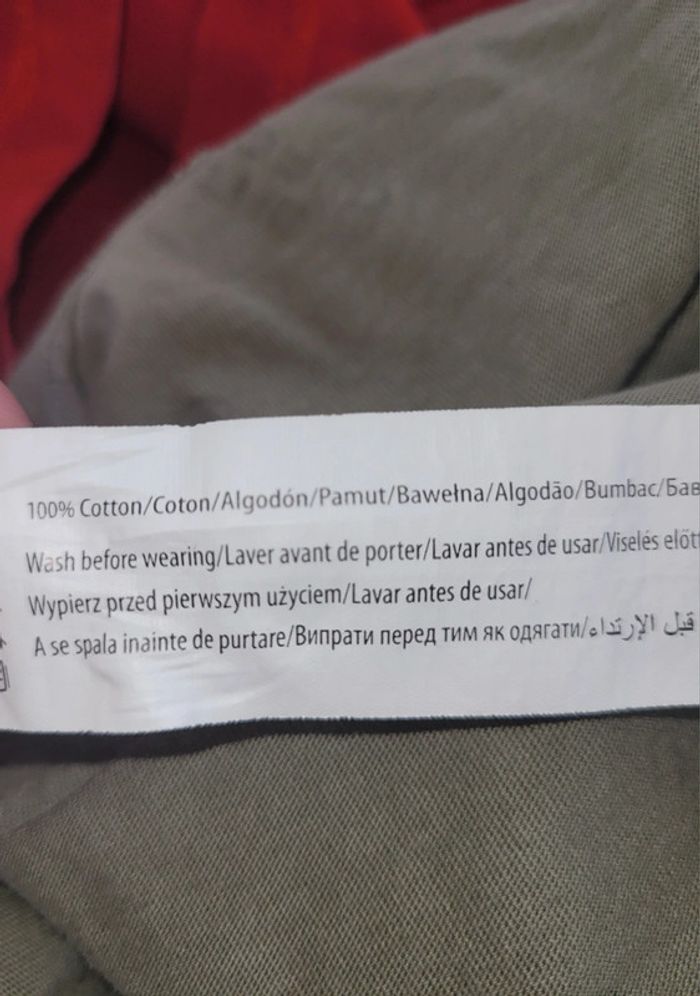 100% Cotton/Coton/Algodón/Pamut/Bawełna/Algodão/Bumbac/Бав
Wash before wearing/Laver avant de porter/Lavar antes de usar/Viselés előtt
Wypierz przed pierwszym użyciem/Lavar antes de usar/
A se spala inainte de purtare/Випрати перед тим як одягати/قبل الإرتداء